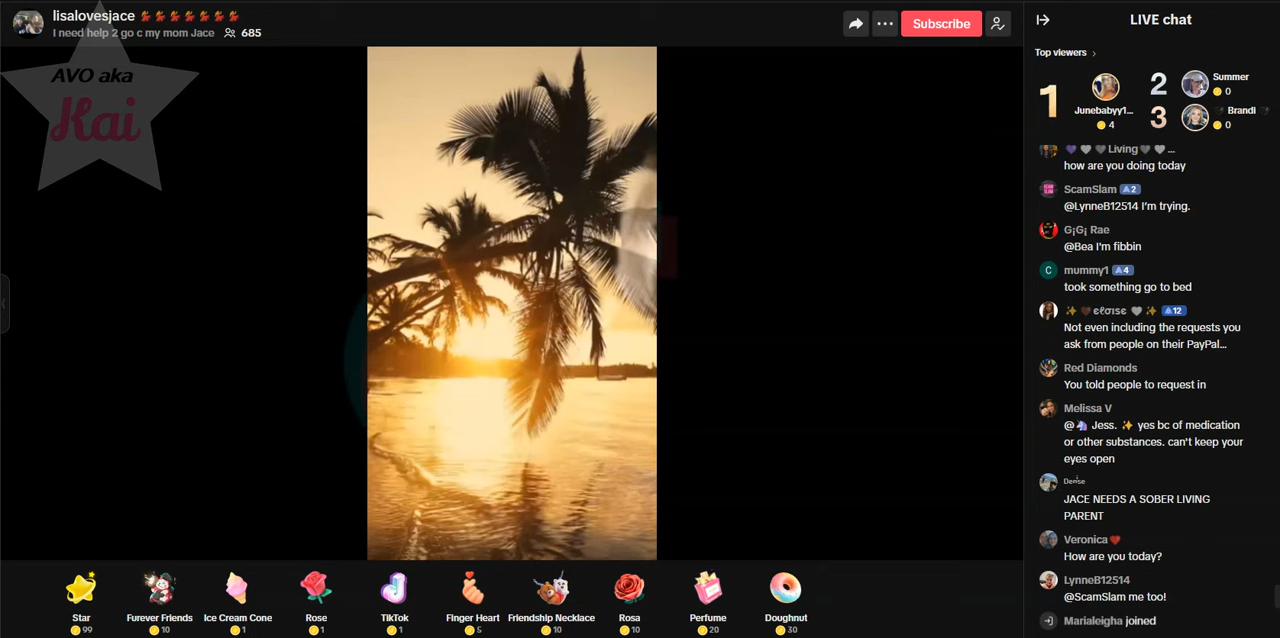 lisalovesjace
I need help 2 go c my mom Jace 685
Subscribe
AVO aka
Kai
LIVE chat
Top viewers
1
Junebabyy1...
4
2
Summer
0
3
Brandi
0
Living ...
how are you doing today
ScamSlam 2
@LynneB12514 I'm trying.
G¡G¡ Rae
@Bea I'm fibbin
C
mummy1 4
took something go to bed
ɛℓσιsɛ 12
Not even including the requests you
ask from people on their PayPal...
Red Diamonds
You told people to request in
Melissa V
@🦄 Jess. ✨ yes bc of medication
or other substances. can't keep your
eyes open
Denise
JACE NEEDS A SOBER LIVING
PARENT
Veronica
How are you today?
LynneB12514
@ScamSlam me too!
Marialeigha joined
Star
99
Furever Friends
10
Ice Cream Cone
1
Rose
1
TikTok
1
Finger Heart
5
Friendship Necklace
10
Rosa
10
Perfume
20
Doughnut
30